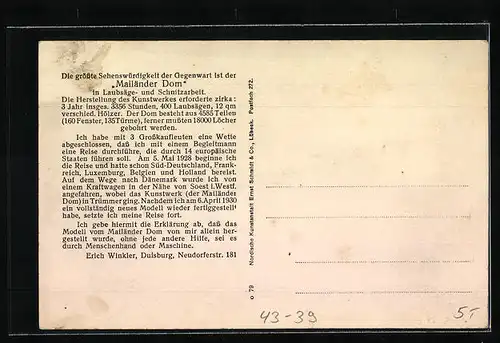 Die größte Sehenswürdigkeit der Gegenwart ist der
„Mailänder Dom"
in Laubsäge- und Schnitzarbeit.
Die Herstellung des Kunstwerkes erforderte zirka:
3 Jahr insges. 3356 Stunden, 400 Laubsägen, 12 qm
verschied. Hölzer. Der Dom besteht aus 4585 Teilen
(160 Fenster, 135 Türme), ferner mußten 18000 Löcher
gebohrt werden.
Ich habe mit 3 Großkaufleuten eine Wette
abgeschlossen, daß ich mit einem Begleitmann
eine Reise durchführe, die durch 14 europäische
Staaten führen soll. Am 5. Mai 1928 beginne ich
die Reise und hatte schon Süd-Deutschland, Frank-
reich, Luxemburg, Belgien und Holland bereist.
Auf dem Wege nach Dänemark wurde ich von
einem Kraftwagen in der Nähe von Soest i. Westf.
angefahren, wobei das Kunstwerk (der Mailänder
Dom) in Trümmer ging. Nachdem ich am 6. April 1930
ein vollständig neues Modell wieder fertiggestellt
habe, setzte ich meine Reise fort.
Ich gebe hiermit die Erklärung ab, daß das
Modell vom Mailänder Dom von mir allein her-
gestellt wurde, ohne jede andere Hilfe, sei es
durch Menschenhand oder Maschine.
Erich Winkler, Duisburg, Neudorferstr. 181
o 79 Nordische Kunstanstalt Ernst Schmidt & Co., Lübeck. Postfach 272.
43-39
5,-